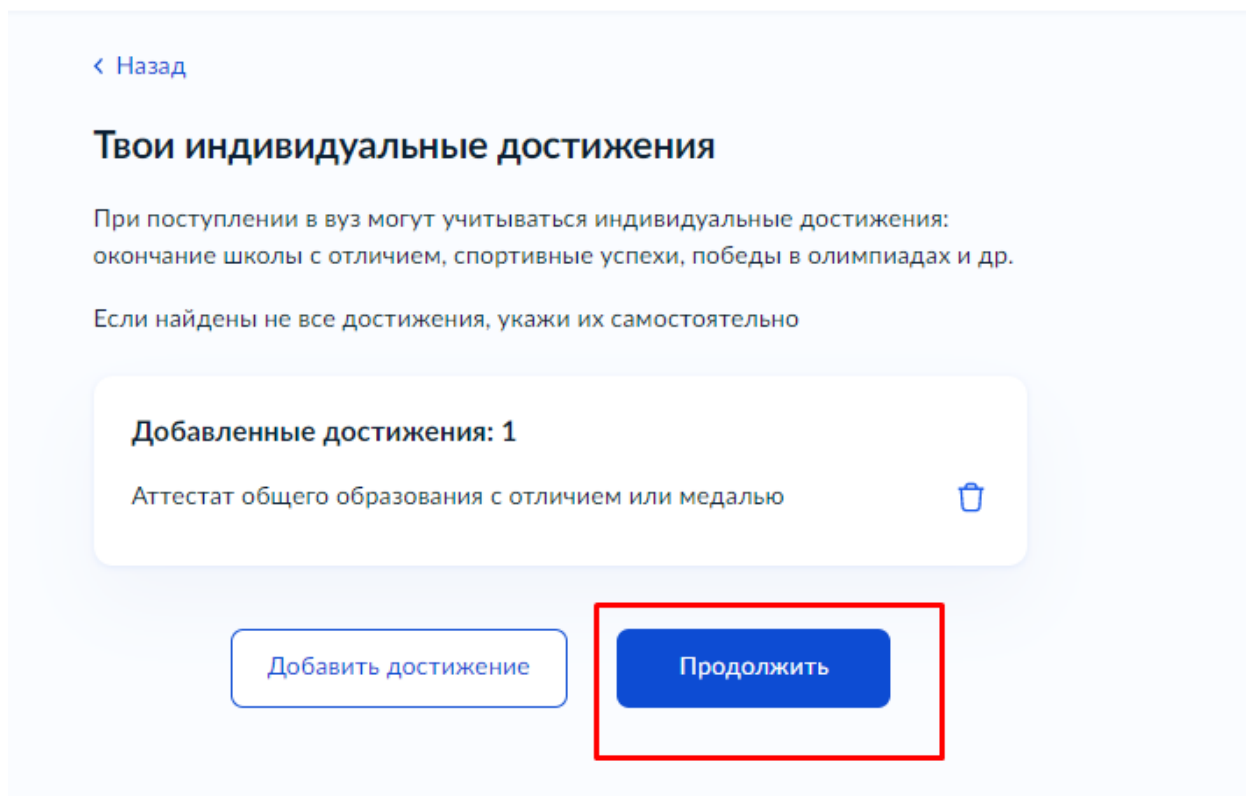 Назад
Твои индивидуальные достижения
При поступлении в вуз могут учитываться индивидуальные достижения:
окончание школы с отличием, спортивные успехи, победы в олимпиадах и др.
Если найдены не все достижения, укажи их самостоятельно
Добавленные достижения: 1
Аттестат общего образования с отличием или медалью
Добавить достижение
Продолжить